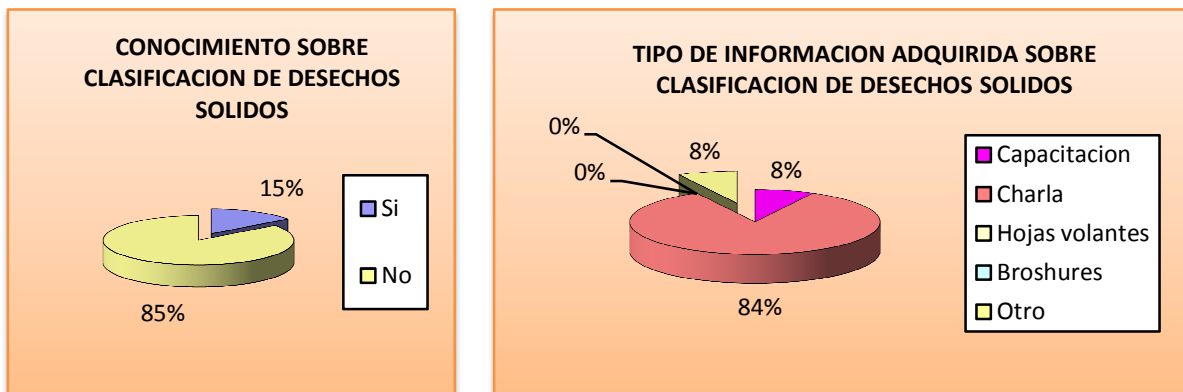 CONOCIMIENTO SOBRE
CLASIFICACION DE DESECHOS
SOLIDOS
15%
85%
Si
No
TIPO DE INFORMACION ADQUIRIDA SOBRE
CLASIFICACION DE DESECHOS SOLIDOS
0%
0%
8%
8%
84%
Capacitacion
Charla
Hojas volantes
Broshures
Otro